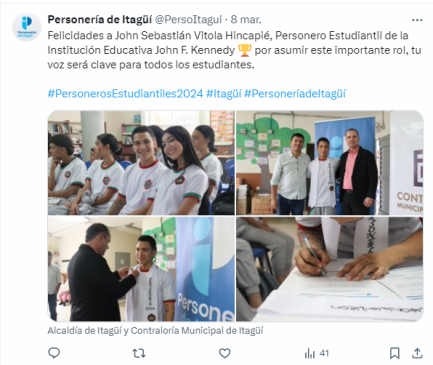 Personería de Itagüí @PersoItagui · 8 mar.
Felicidades a John Sebastián Vitola Hincapié, Personero Estudiantil de la
Institución Educativa John F. Kennedy 🏆 por asumir este importante rol, tu
voz será clave para todos los estudiantes.
#PersonerosEstudiantiles2024 #Itagüí #PersoneríadeItagüí
CONT
MUNICIPAL
Persone
Alcaldía de Itagüí y Contraloría Municipal de Itagüí
41